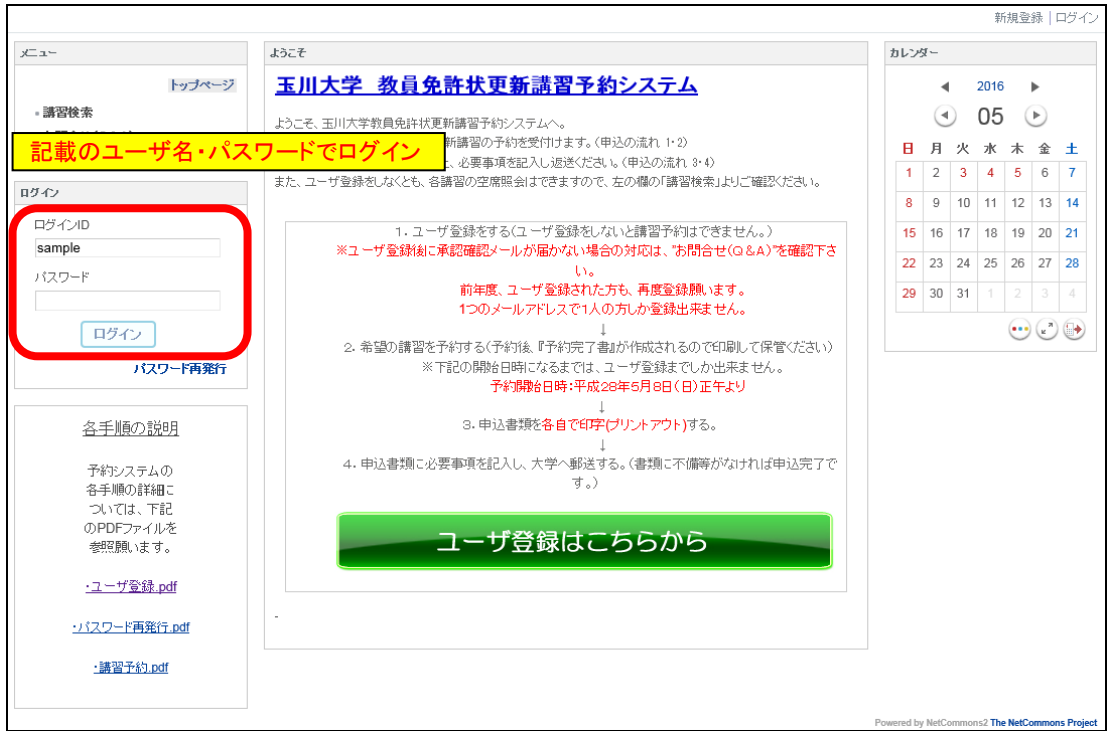 新規登録 | ログイン
メニュー
トップページ
講習検索
記載のユーザ名・パスワードでログイン
ログイン
ログインID
sample
パスワード
ログイン
パスワード再発行
各手順の説明
予約システムの
各手順の詳細に
ついては、下記
のPDFファイルを
参照願います。
・ユーザ登録.pdf
・パスワード再発行.pdf
・講習予約.pdf
ようこそ
玉川大学 教員免許状更新講習予約システム
ようこそ、玉川大学教員免許状更新講習予約システムへ。
新講習の予約を受付けます。（申込の流れ 1・2）
、必要事項を記入し返送ください。（申込の流れ 3・4）
また、ユーザ登録をしなくとも、各講習の空席照会はできますので、左の欄の「講習検索」よりご確認ください。
1. ユーザ登録をする（ユーザ登録をしないと講習予約はできません。）
※ユーザ登録後に承認確認メールが届かない場合の対応は、"お問合せ（Q＆A）"を確認下さ
い。
前年度、ユーザ登録された方も、再度登録願います。
1つのメールアドレスで1人の方しか登録出来ません。
↓
2. 希望の講習を予約する（予約後、『予約完了書』が作成されるので印刷して保管ください）
※下記の開始日時になるまでは、ユーザ登録までしか出来ません。
予約開始日時：平成28年5月8日（日）正午より
↓
3. 申込書類を各自で印字(プリントアウト)する。
↓
4. 申込書類に必要事項を記入し、大学へ郵送する。（書類に不備等がなければ申込完了で
す。）
ユーザ登録はこちらから
-
カレンダー
2016
05
日 月 火 水 木 金 土
1 2 3 4 5 6 7
8 9 10 11 12 13 14
15 16 17 18 19 20 21
22 23 24 25 26 27 28
29 30 31 1 2 3 4
Powered by NetCommons2 The NetCommons Project